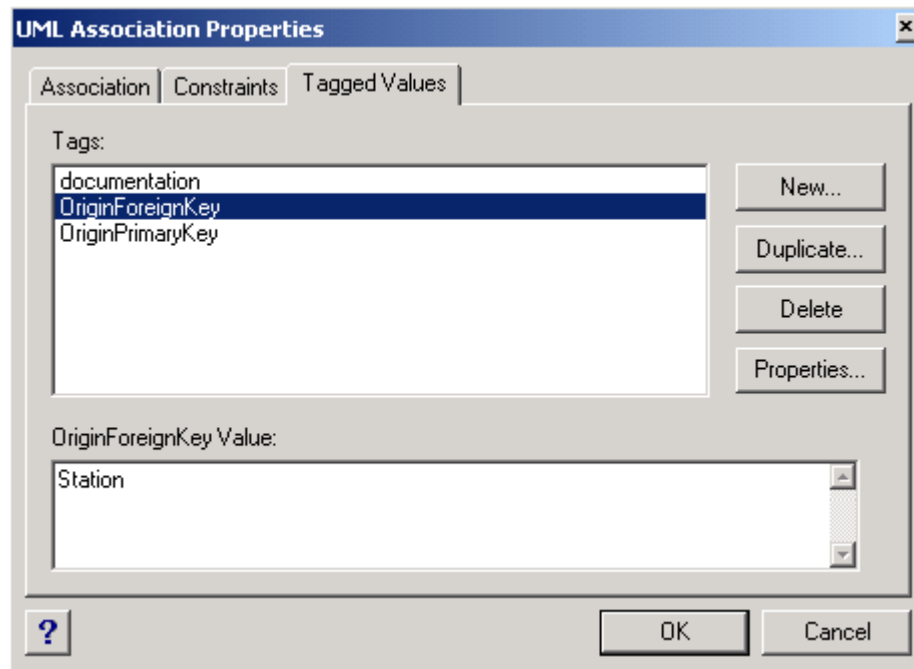 UML Association Properties
Association Constraints Tagged Values
Tags:
documentation
OriginForeignKey
OriginPrimaryKey
New...
Duplicate...
Delete
Properties...
OriginForeignKey Value:
Station
? OK Cancel